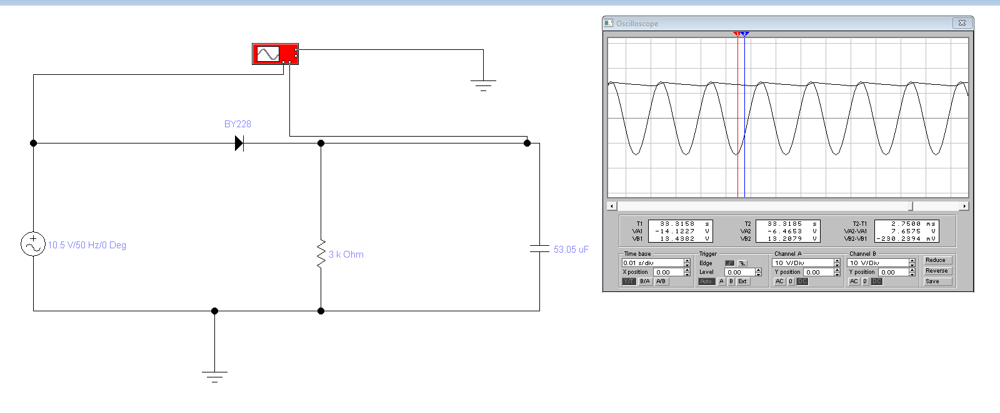 Oscilloscope
1 2
BY228
10.5 V/50 Hz/0 Deg
3 k Ohm
53.05 uF
T1 33.3158 s T2 33.3185 s T2-T1 2.7500 ms
VA1 -14.1227 V VA2 -6.4653 V VA2-VA1 7.6575 V
VB1 13.4382 V VB2 13.2079 V VB2-VB1 -230.2394 mV
Time base Trigger Channel A Channel B
0.01 s/div Edge 10 V/Div 10 V/Div Reduce
X position 0.00 Level 0.00 Y position 0.00 Y position 0.00 Reverse
Y/T B/A A/B Auto A B Ext AC 0 DC AC 0 DC Save